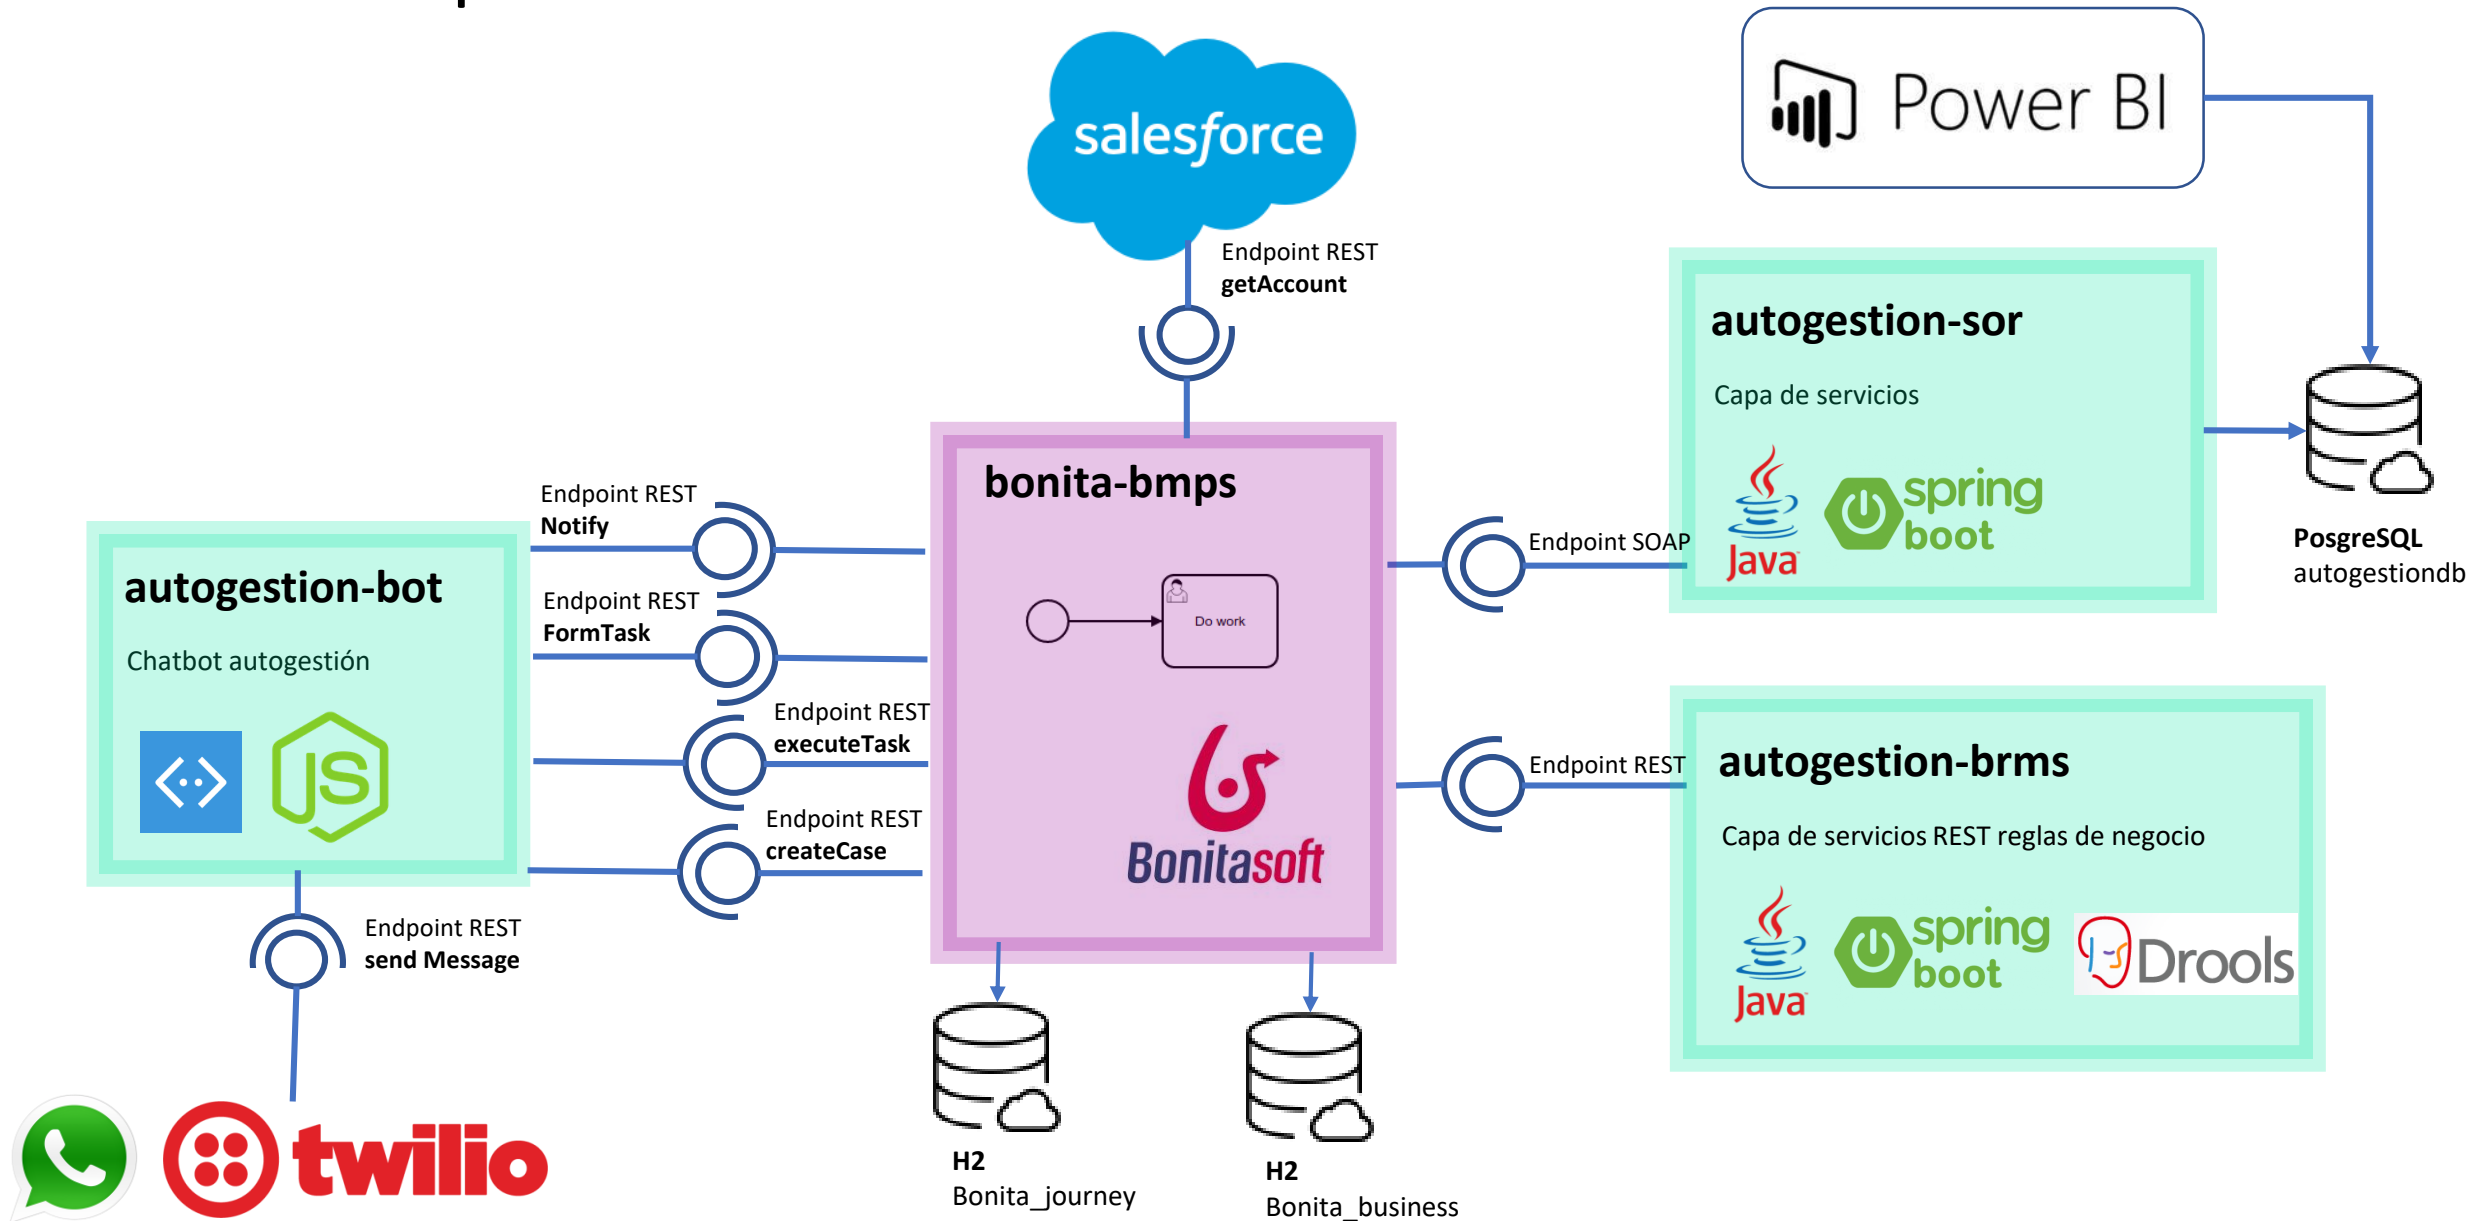 salesforce
Power BI
Endpoint REST
getAccount
autogestion-sor
Capa de servicios
Java
spring
boot
Endpoint SOAP
PosgreSQL
autogestiondb
bonita-bmps
Do work
Bonitasoft
Endpoint REST
Notify
Endpoint REST
FormTask
Endpoint REST
executeTask
Endpoint REST
createCase
autogestion-bot
Chatbot autogestión
JS
Endpoint REST
send Message
twilio
Endpoint REST
autogestion-brms
Capa de servicios REST reglas de negocio
Java
spring
boot
Drools
H2
Bonita_journey
H2
Bonita_business